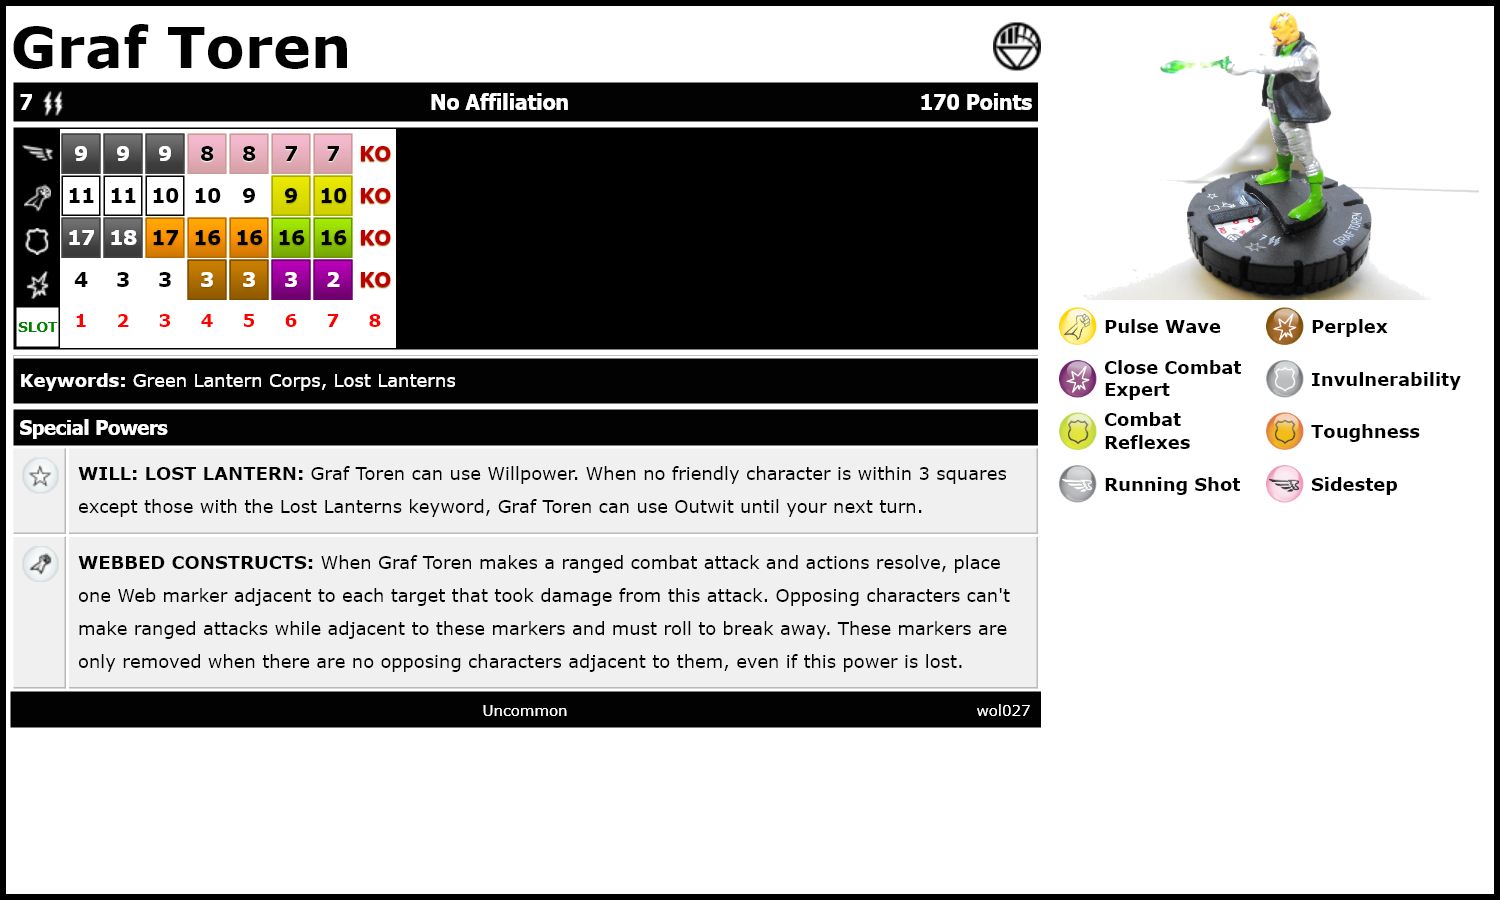 Graf Toren
7 No Affiliation 170 Points
9 9 9 8 8 7 7 KO
11 11 10 10 9 9 10 KO
17 18 17 16 16 16 16 KO
4 3 3 3 3 3 2 KO
SLOT 1 2 3 4 5 6 7 8
Keywords: Green Lantern Corps, Lost Lanterns
Special Powers
WILL: LOST LANTERN: Graf Toren can use Willpower. When no friendly character is within 3 squares
except those with the Lost Lanterns keyword, Graf Toren can use Outwit until your next turn.
WEBBED CONSTRUCTS: When Graf Toren makes a ranged combat attack and actions resolve, place
one Web marker adjacent to each target that took damage from this attack. Opposing characters can't
make ranged attacks while adjacent to these markers and must roll to break away. These markers are
only removed when there are no opposing characters adjacent to them, even if this power is lost.
Uncommon wol027
GRAF TOREN
7
Pulse Wave Perplex
Close Combat
Expert
Invulnerability
Combat
Reflexes
Toughness
Running Shot Sidestep